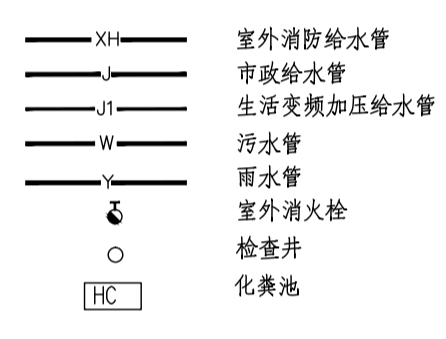 XH 室外消防给水管
J 市政给水管
J1 生活变频加压给水管
W 污水管
Y 雨水管
室外消火栓
检查井
HC 化粪池